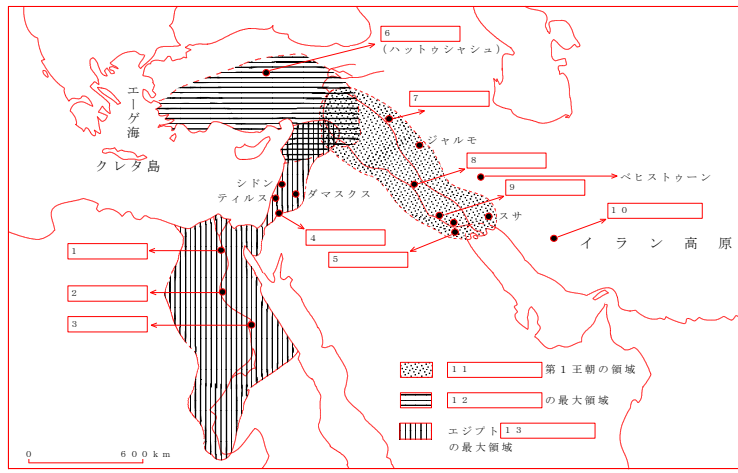 6
(ハットゥシャシュ)
エーゲ海
7
ジャルモ
クレタ島
8
シドン
9
ベヒストゥーン
ティルス
ダマスクス
スサ
10
4
イラン高原
1
5
2
3
11 第1王朝の領域
12 の最大領域
エジプト 13
の最大領域
0 600km